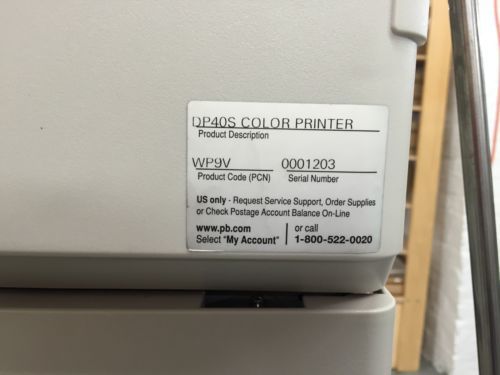 DP40S COLOR PRINTER
Product Description
WP9V 0001203
Product Code (PCN) Serial Number
US only - Request Service Support, Order Supplies
or Check Postage Account Balance On-Line
www.pb.com | or call
Select "My Account" | 1-800-522-0020